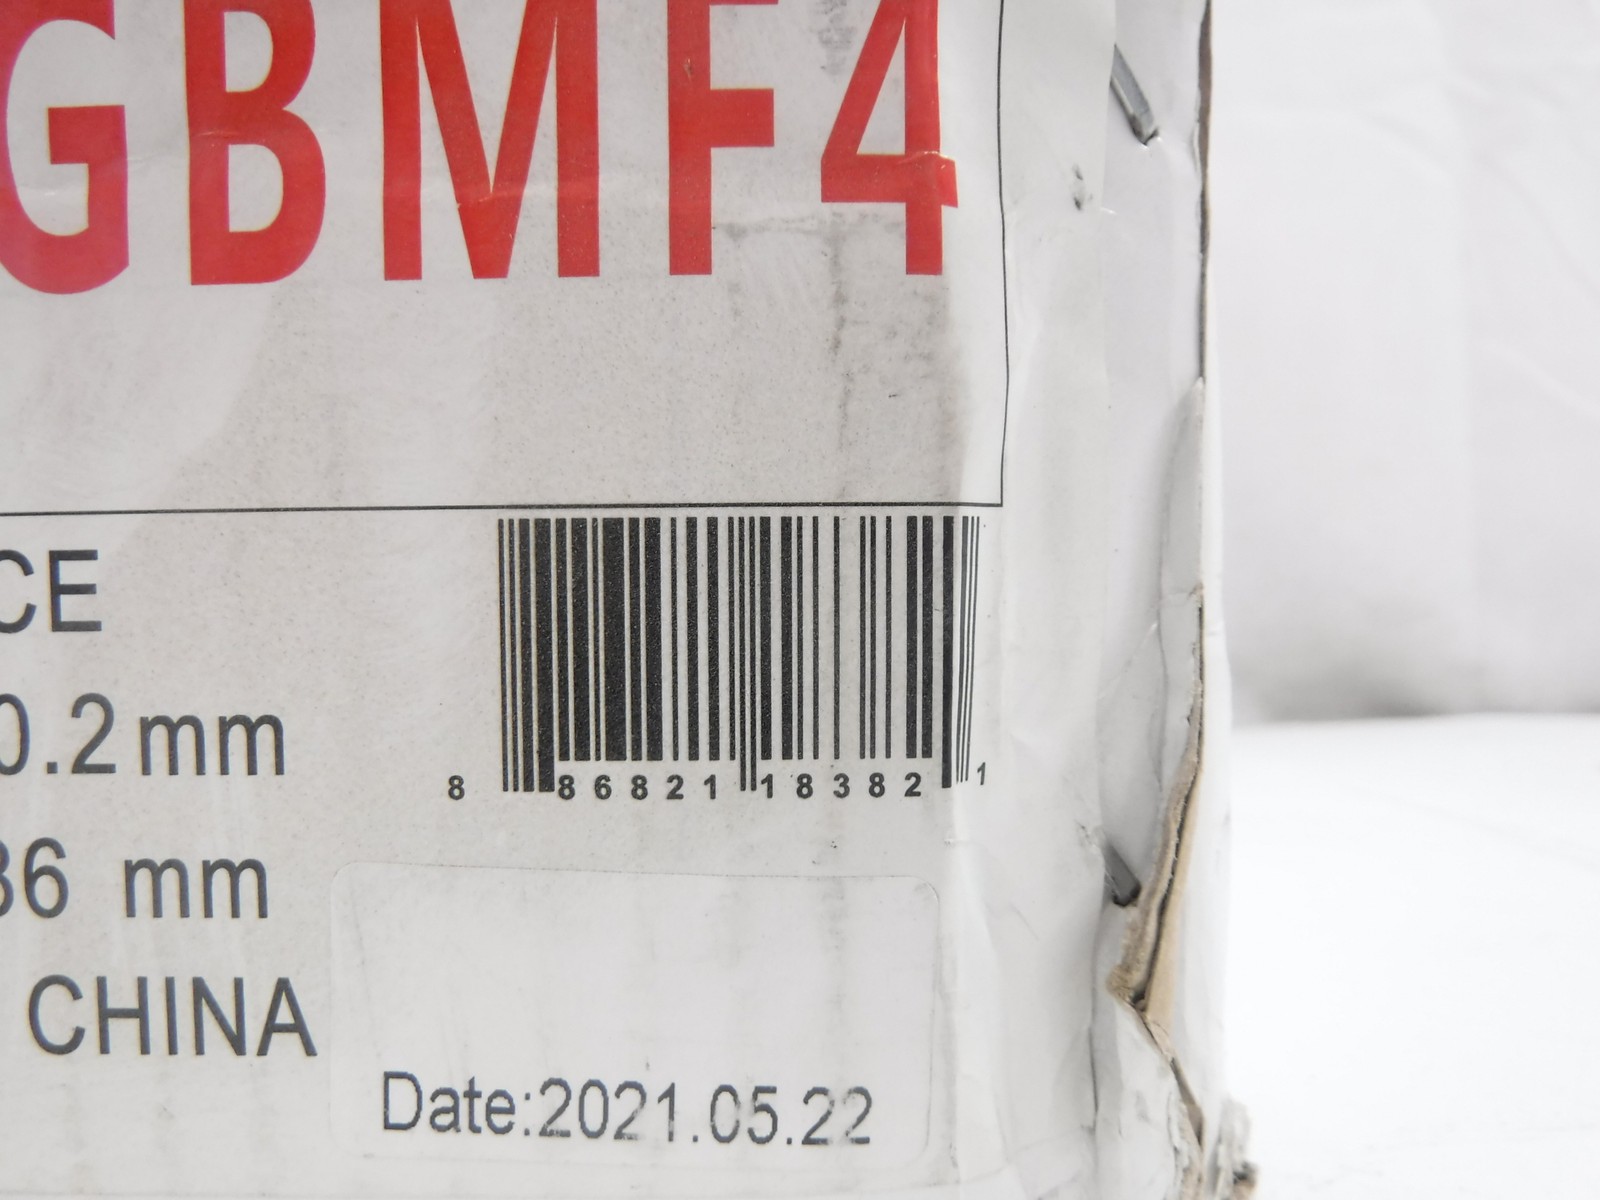 GBMF4
CE
0.2mm
8 86821 18382 1
36 mm
CHINA
Date:2021.05.22